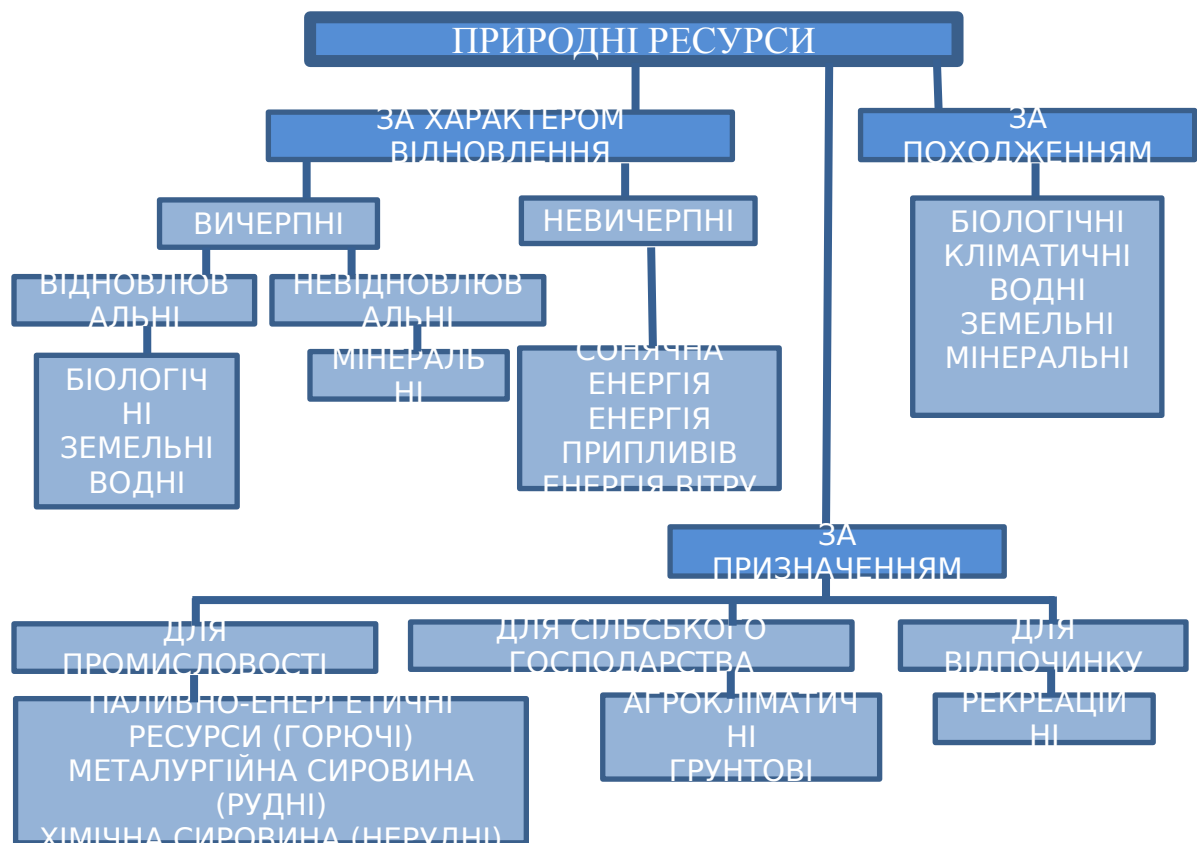 ПРИРОДНІ РЕСУРСИ
ЗА ХАРАКТЕРОМ
ВІДНОВЛЕННЯ
ЗА
ПОХОДЖЕННЯМ
ВИЧЕРПНІ
НЕВИЧЕРПНІ
БІОЛОГІЧНІ
КЛІМАТИЧНІ
ВОДНІ
ЗЕМЕЛЬНІ
МІНЕРАЛЬНІ
ВІДНОВЛЮВ
АЛЬНІ
НЕВІДНОВЛЮВ
АЛЬНІ
БІОЛОГІЧ
НІ
ЗЕМЕЛЬНІ
ВОДНІ
МІНЕРАЛЬ
НІ
СОНЯЧНА
ЕНЕРГІЯ
ЕНЕРГІЯ
ПРИПЛИВІВ
ЕНЕРГІЯ ВІТРУ
ЗА
ПРИЗНАЧЕННЯМ
ДЛЯ
ПРОМИСЛОВОСТІ
ДЛЯ СІЛЬСЬКОГО
ГОСПОДАРСТВА
ДЛЯ
ВІДПОЧИНКУ
ПАЛИВНО-ЕНЕРГЕТИЧНІ
РЕСУРСИ (ГОРЮЧІ)
МЕТАЛУРГІЙНА СИРОВИНА
(РУДНІ)
ХІМІЧНА СИРОВИНА (НЕРУДНІ)
АГРОКЛІМАТИЧ
НІ
ГРУНТОВІ
РЕКРЕАЦІЙ
НІ